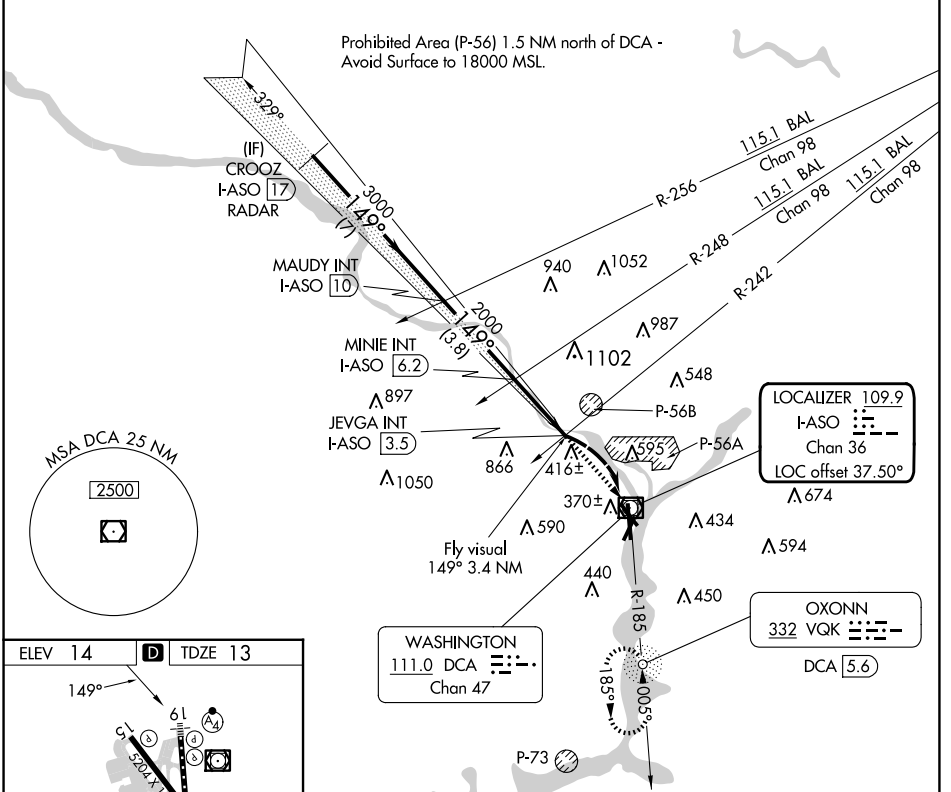 Prohibited Area (P-56) 1.5 NM north of DCA -
Avoid Surface to 18000 MSL.
329°
(IF)
CROOZ
I-ASO 17
RADAR
3000
149°
(7)
115.1 BAL
Chan 98
R-256
115.1 BAL
Chan 98
R-248
115.1 BAL
Chan 98
R-242
MAUDY INT
I-ASO 10
940
1052
2000
149°
(3.8)
987
MINIE INT
I-ASO 6.2
1102
548
897
P-56B
JEVGA INT
I-ASO 3.5
LOCALIZER 109.9
I-ASO
Chan 36
LOC offset 37.50°
P-56A
595
866
416±
MSA DCA 25 NM
2500
1050
370±
674
590
434
Fly visual
149° 3.4 NM
594
440
450
R-185
OXONN
332 VQK
DCA 5.6
WASHINGTON
111.0 DCA
Chan 47
185°
005°
P-73
ELEV 14
D
TDZE 13
149°
19
A4
15
P
P
P
5204 X 1